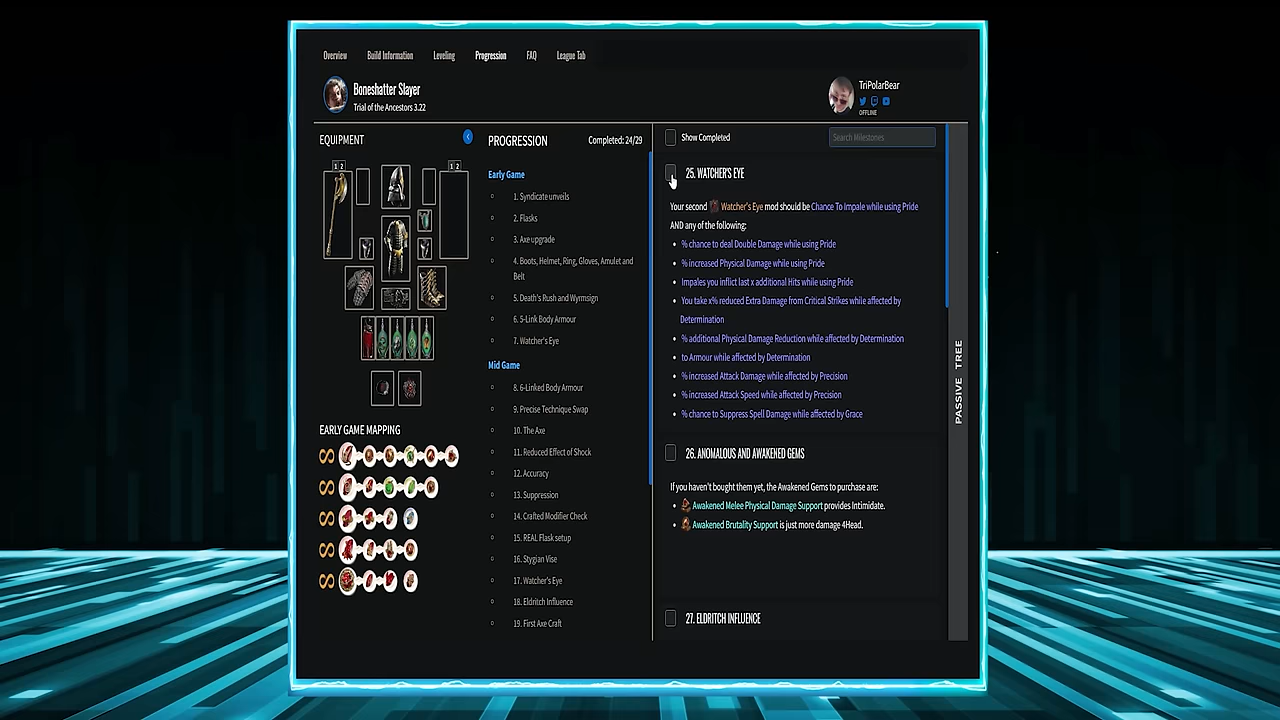 Overview Build Information Leveling Progression FAQ League Tab
Boneshatter Slayer
Trial of the Ancestors 3.22
TriPolarBear
OFFLINE
EQUIPMENT
1 2
1 2
EARLY GAME MAPPING
PROGRESSION Completed: 24/29
Early Game
1. Syndicate unveils
2. Flasks
3. Axe upgrade
4. Boots, Helmet, Ring, Gloves, Amulet and
Belt
5. Death's Rush and Wyrmsign
6. 5-Link Body Armour
7. Watcher's Eye
Mid Game
8. 6-Linked Body Armour
9. Precise Technique Swap
10. The Axe
11. Reduced Effect of Shock
12. Accuracy
13. Suppression
14. Crafted Modifier Check
15. REAL Flask setup
16. Stygian Vise
17. Watcher's Eye
18. Eldritch Influence
19. First Axe Craft
Show Completed
Search Milestones
25. WATCHER'S EYE
Your second Watcher's Eye mod should be Chance To Impale while using Pride
AND any of the following:
• % chance to deal Double Damage while using Pride
• % increased Physical Damage while using Pride
• Impales you inflict last x additional Hits while using Pride
• You take x% reduced Extra Damage from Critical Strikes while affected by
Determination
• % additional Physical Damage Reduction while affected by Determination
• to Armour while affected by Determination
• % increased Attack Damage while affected by Precision
• % increased Attack Speed while affected by Precision
• % chance to Suppress Spell Damage while affected by Grace
26. ANOMALOUS AND AWAKENED GEMS
If you haven't bought them yet, the Awakened Gems to purchase are:
• Awakened Melee Physical Damage Support provides Intimidate.
• Awakened Brutality Support is just more damage 4Head.
27. ELDRITCH INFLUENCE
PASSIVE TREE